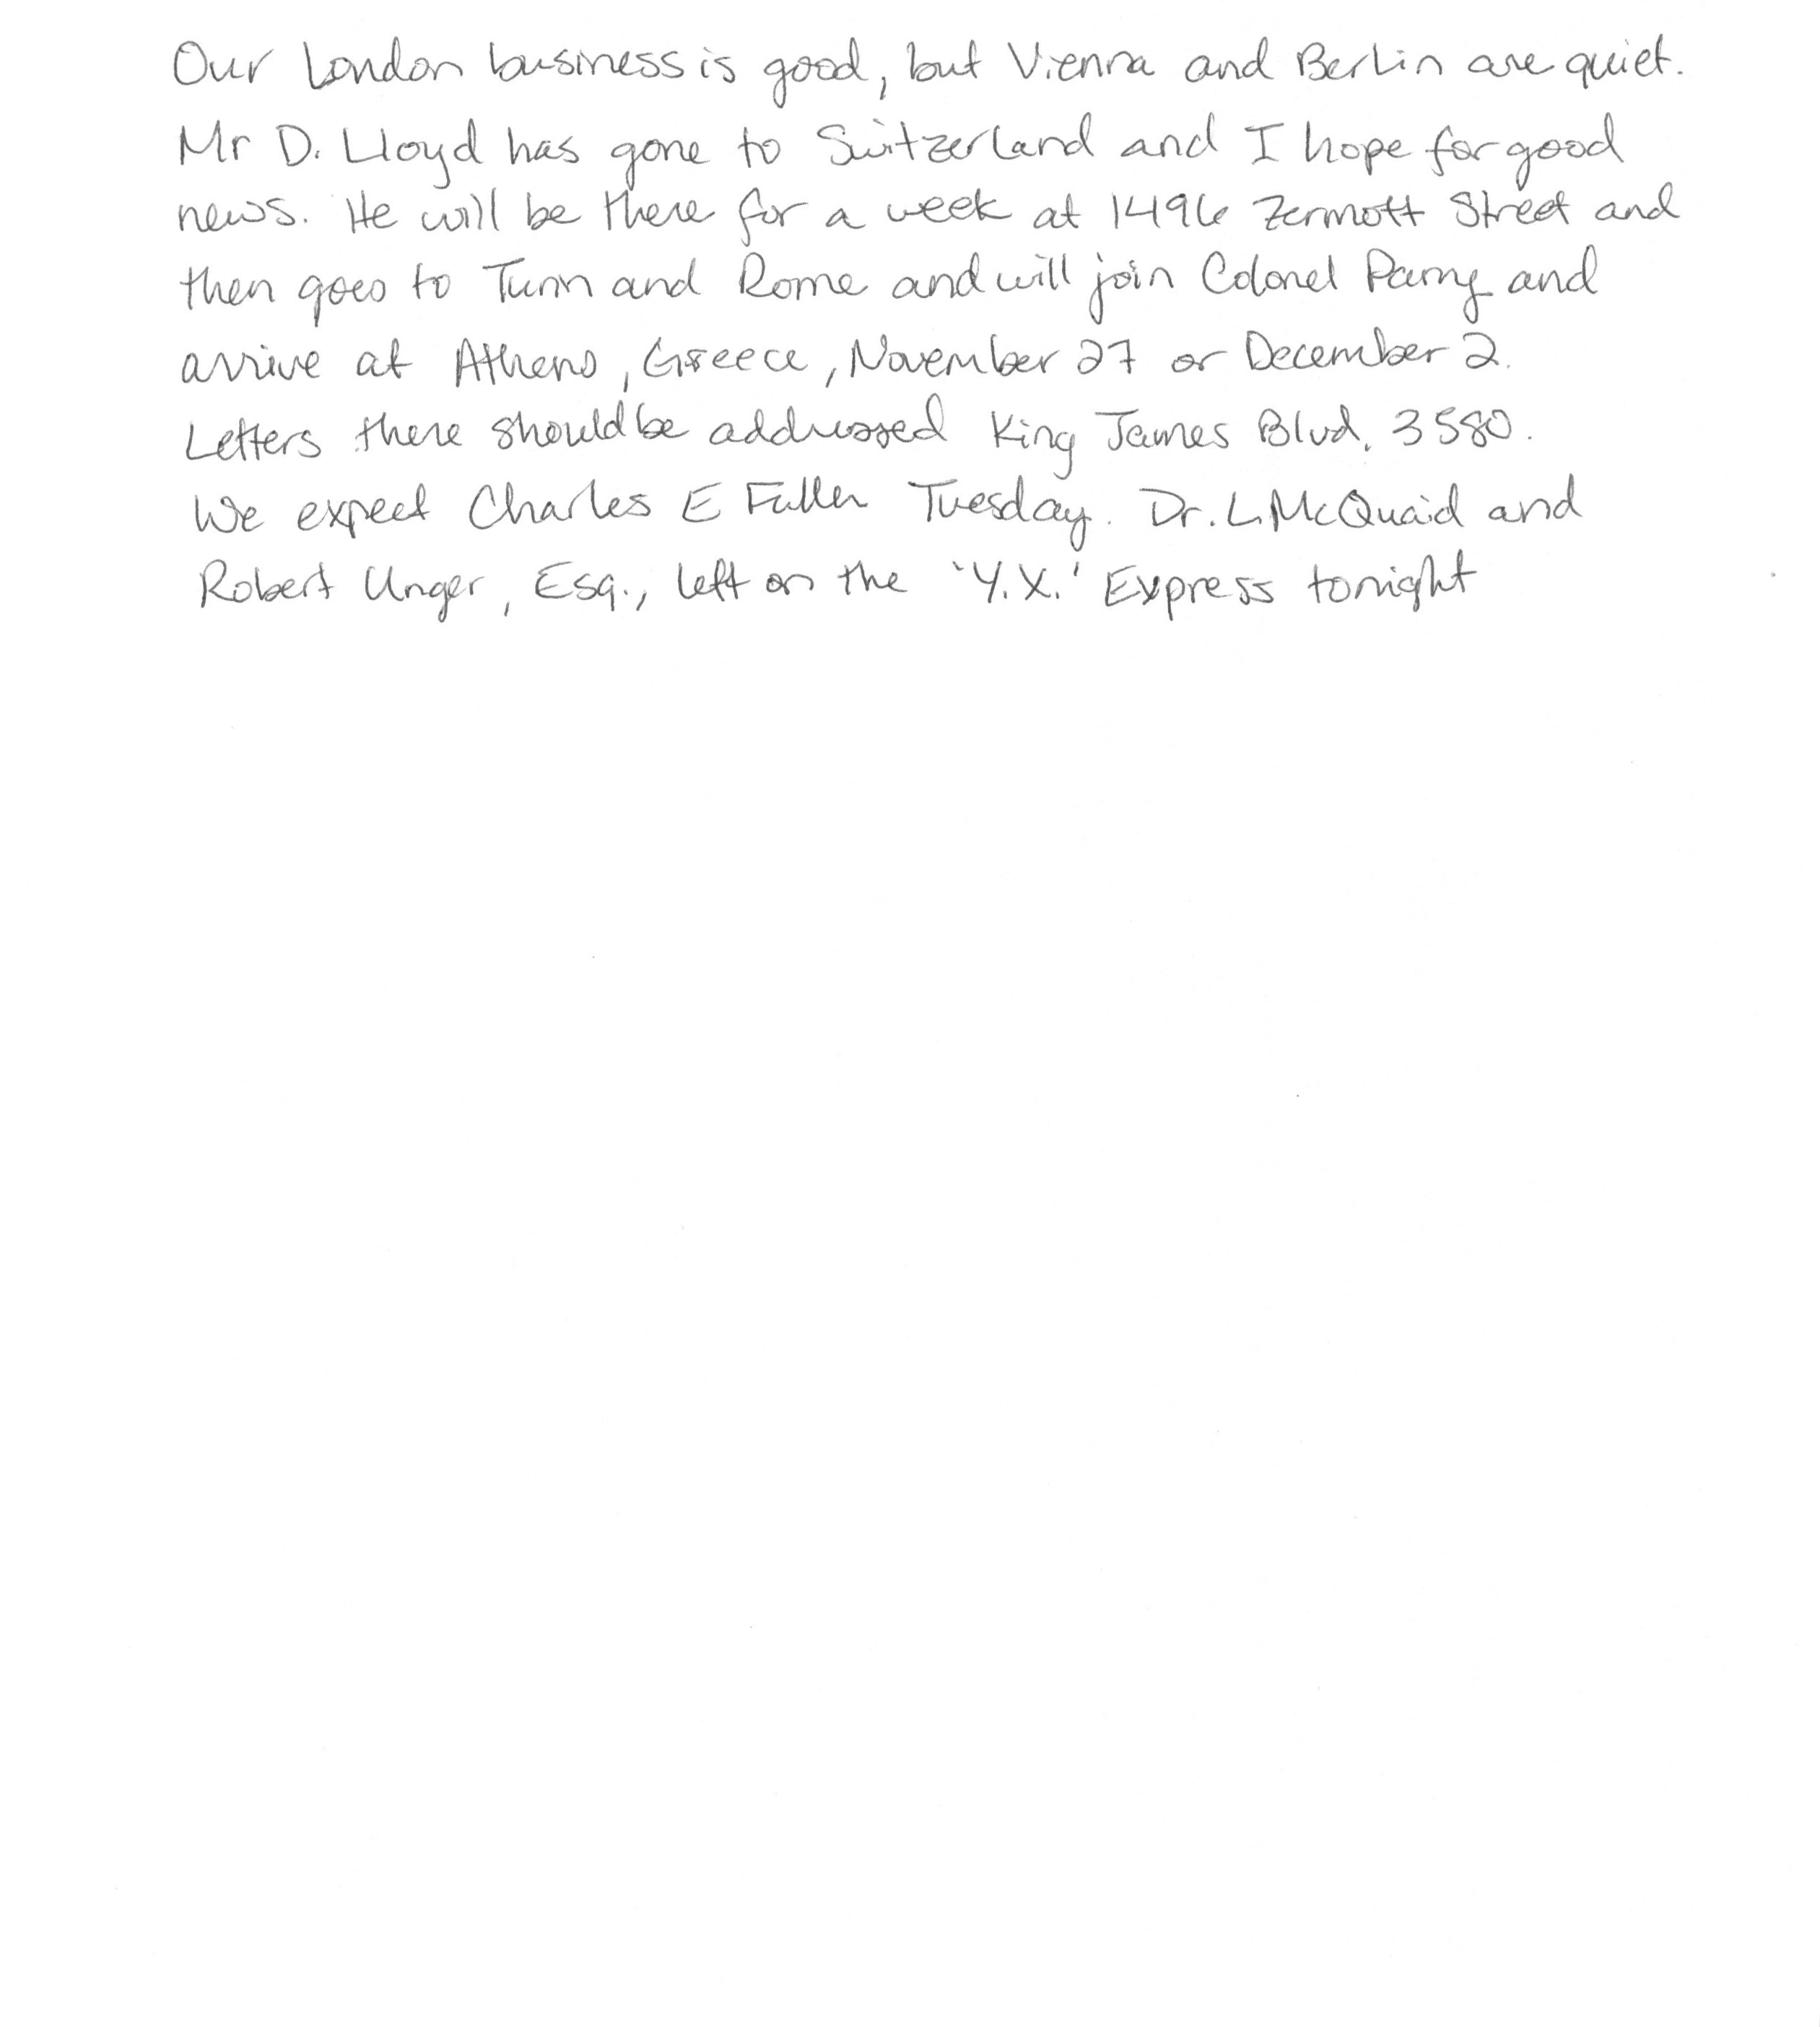 Our London business is good, but Vienna and Berlin are quiet.
Mr D. Lloyd has gone to Switzerland and I hope for good
news. He will be there for a week at 1496 Zermott Street and
then goes to Turin and Rome and will join Colonel Parry and
arrive at Athens, Greece, November 27 or December 2.
Letters there should be addressed King James Blvd. 3580.
We expect Charles E Fuller Tuesday. Dr. L. McQuaid and
Robert Unger, Esq., left on the 'Y.X.' Express tonight